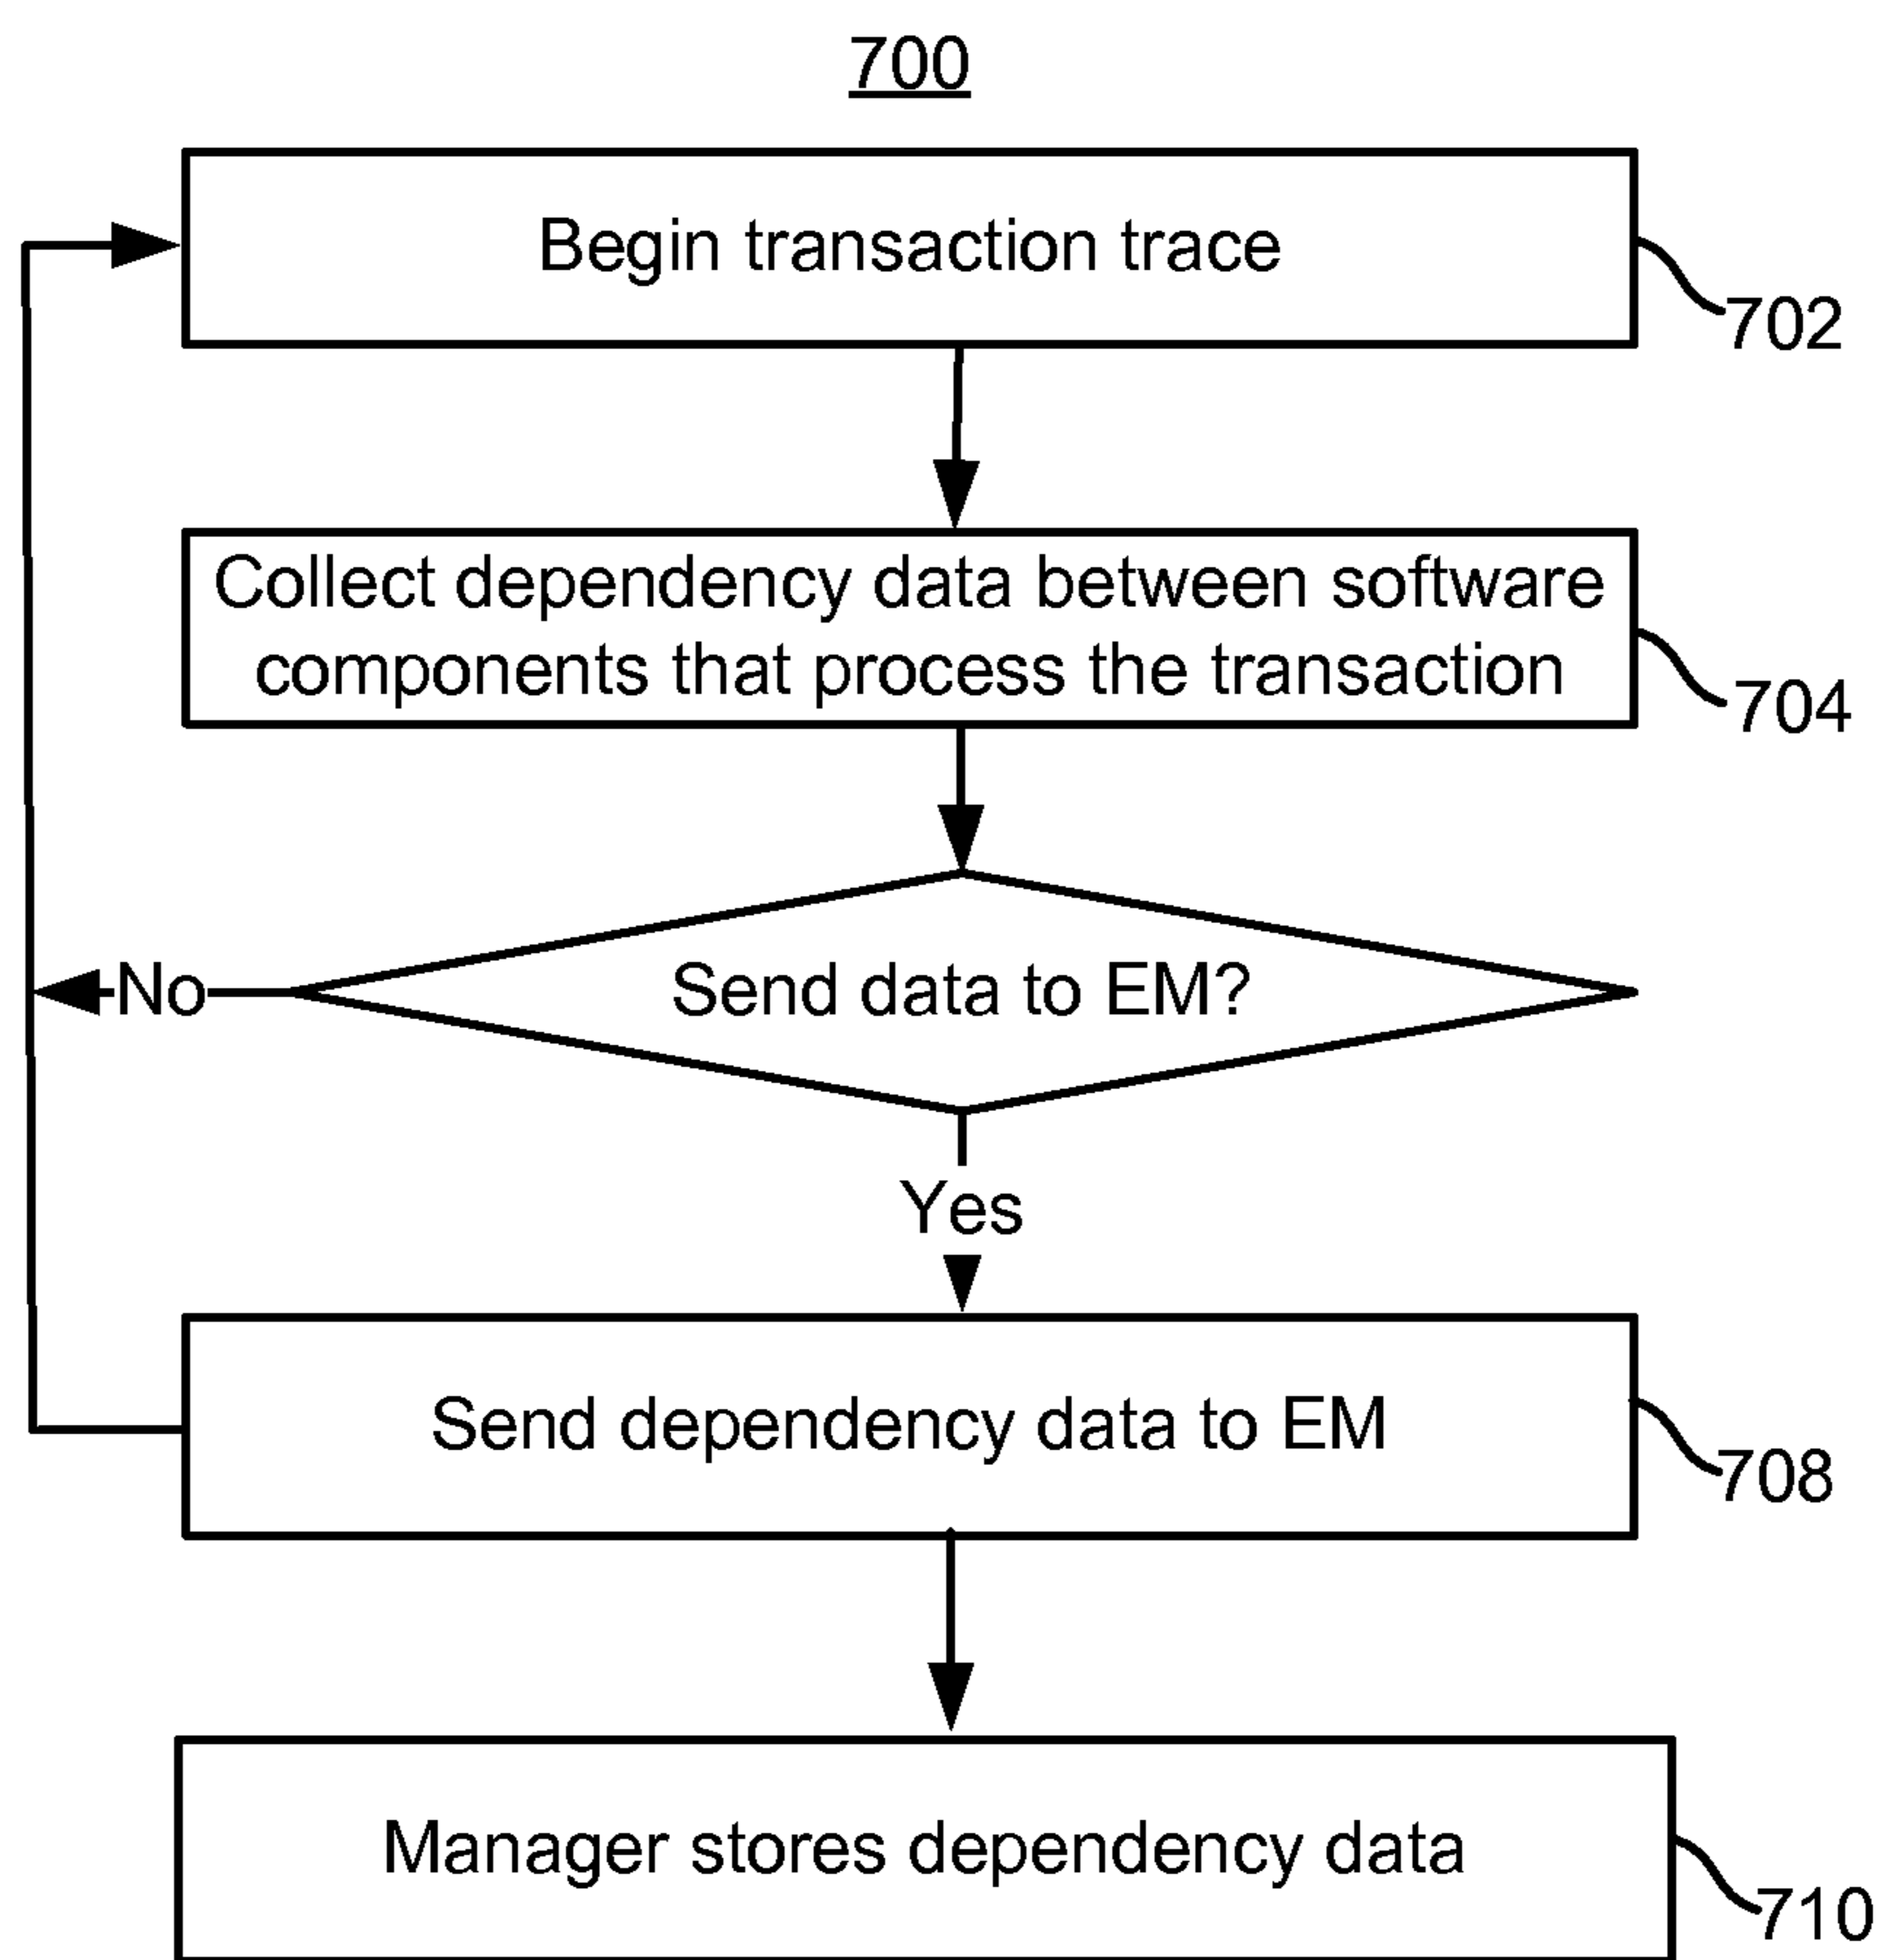 700
Begin transaction trace
702
Collect dependency data between software
components that process the transaction
704
Send data to EM?
No
Yes
Send dependency data to EM
708
Manager stores dependency data
710